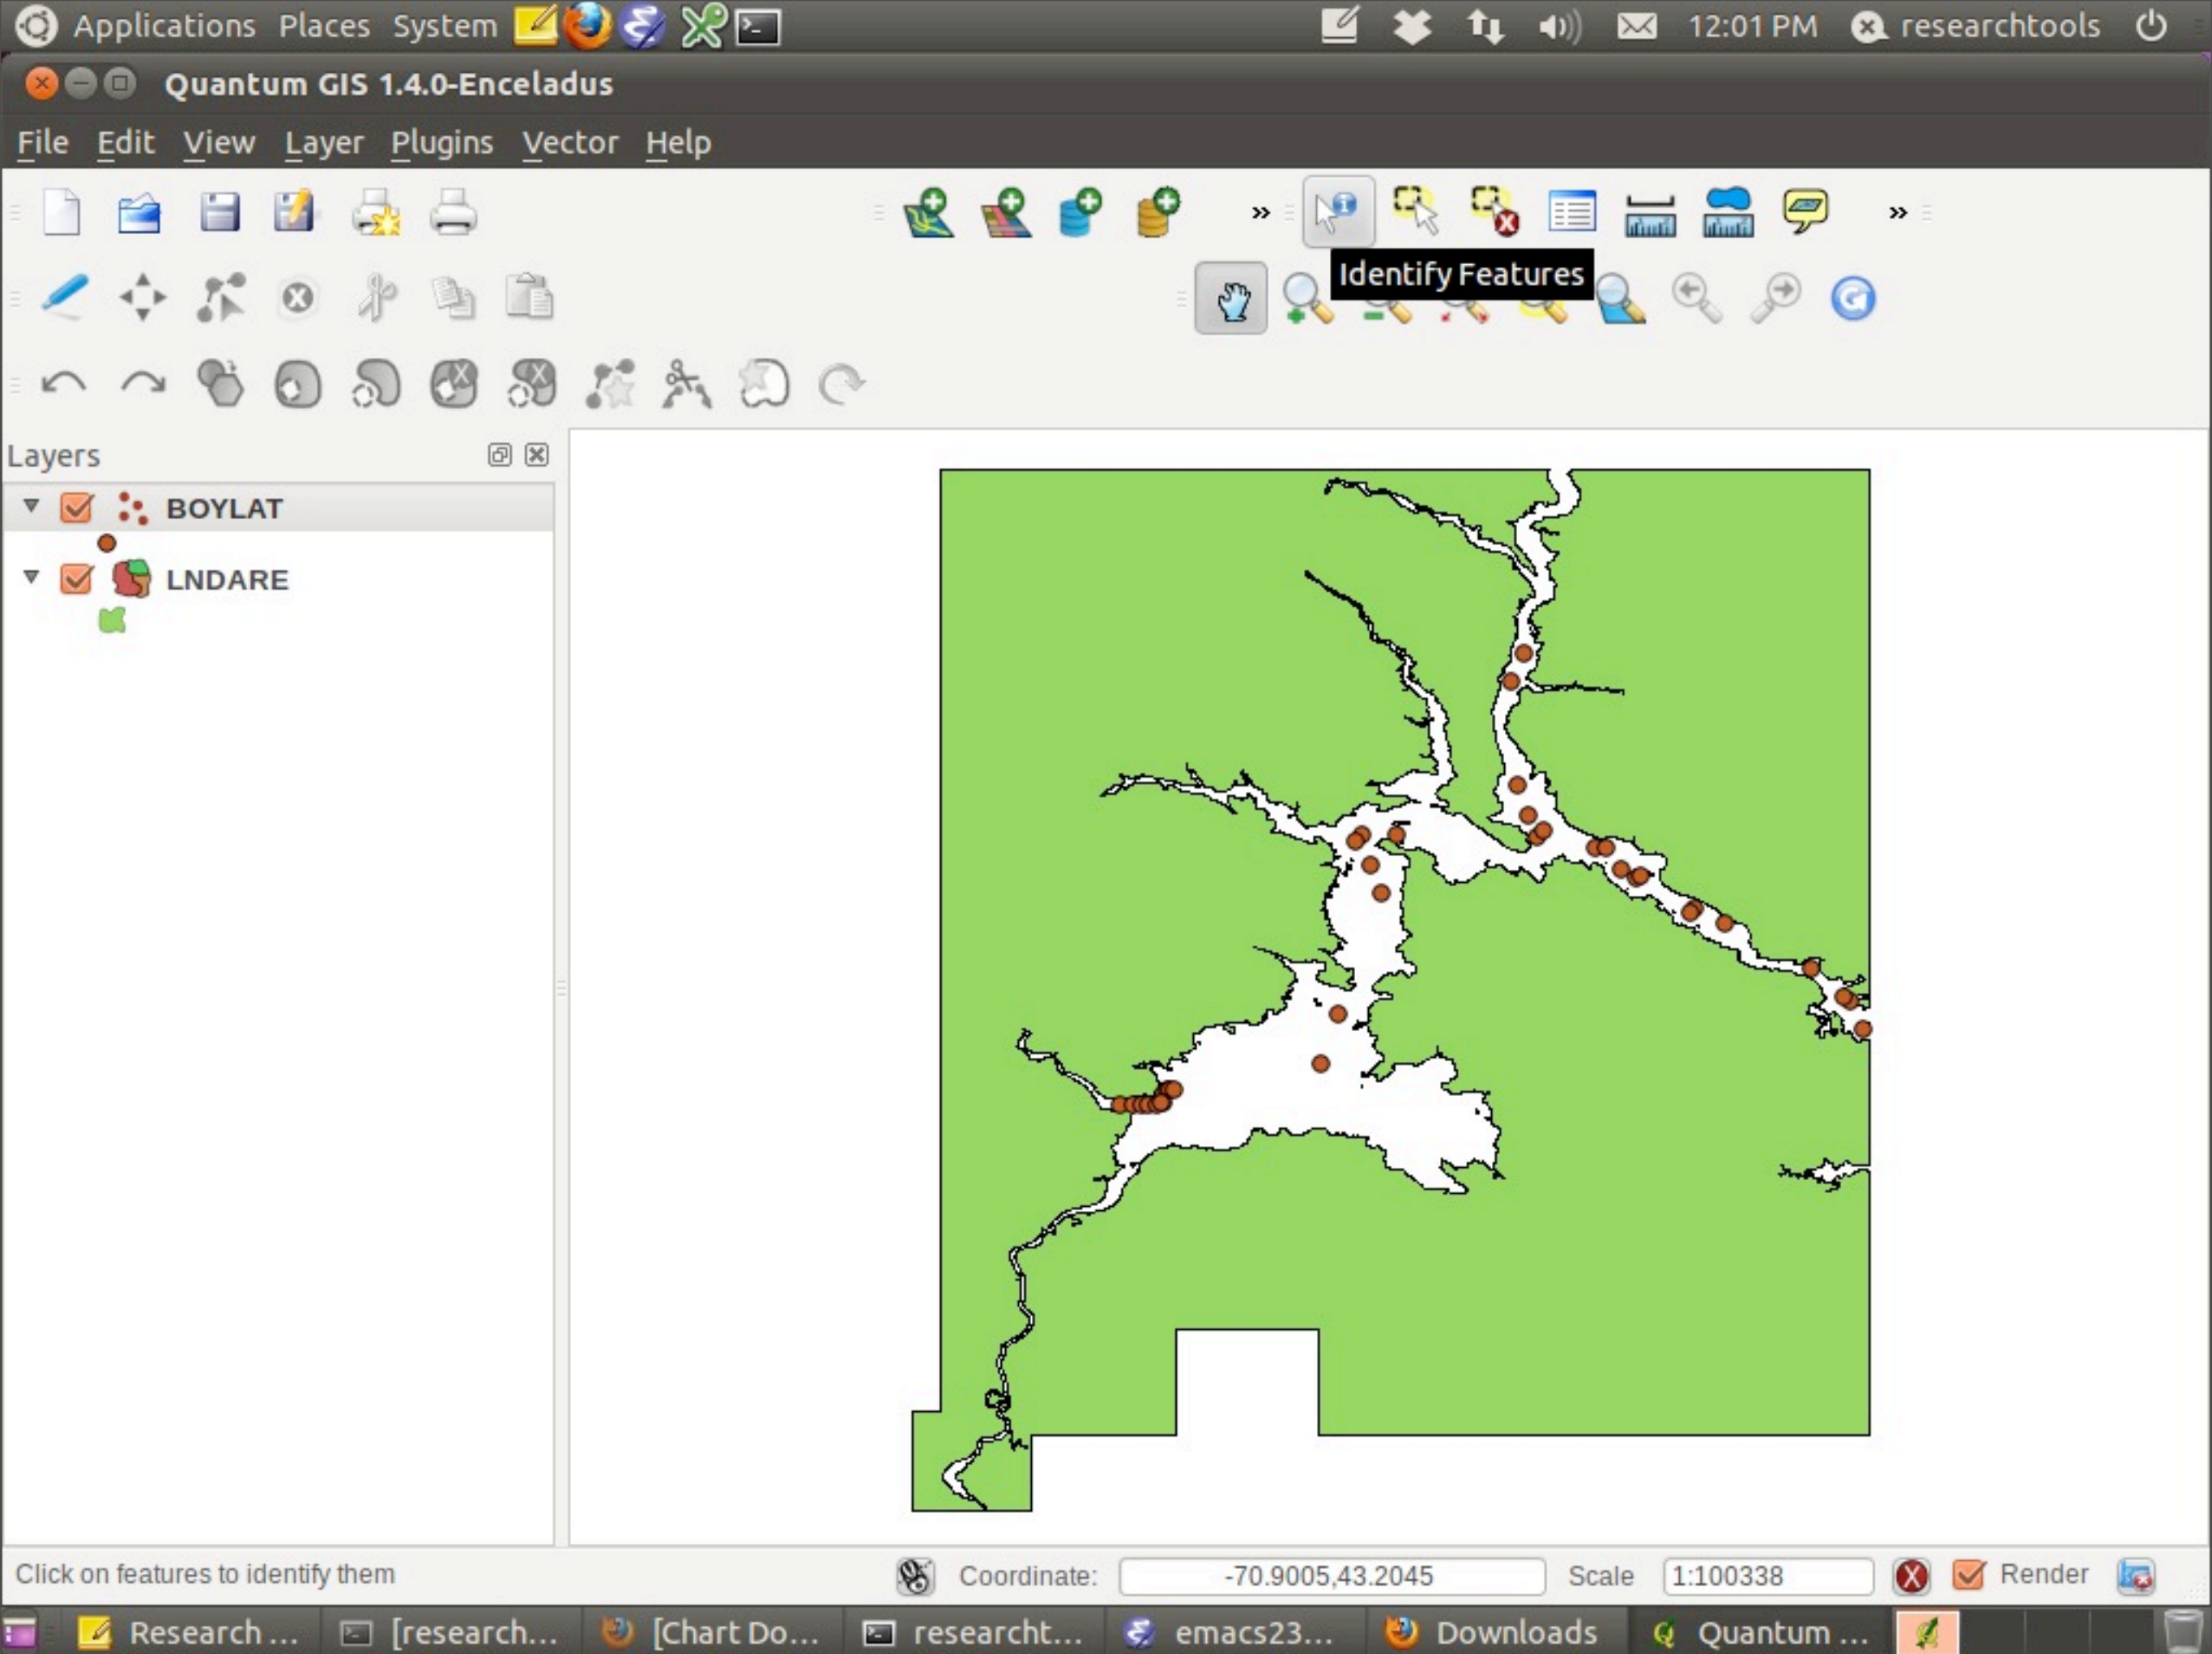 Applications Places System 12:01 PM researchtools
Quantum GIS 1.4.0-Enceladus
File Edit View Layer Plugins Vector Help
Identify Features
Layers
BOYLAT
LNDARE
Click on features to identify them Coordinate: -70.9005,43.2045 Scale 1:100338 Render
Research ... [research... [Chart Do... researcht... emacs23... Downloads Quantum ...